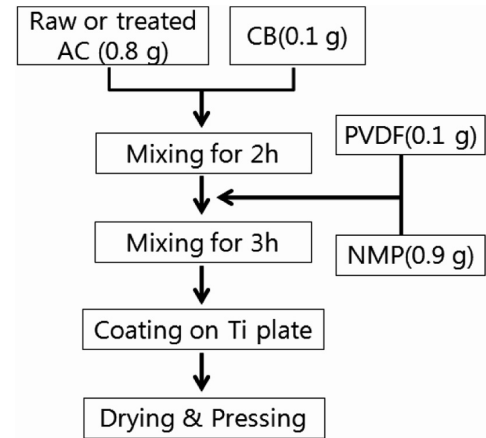 Raw or treated
AC (0.8 g)
CB(0.1 g)
Mixing for 2h
PVDF(0.1 g)
Mixing for 3h
NMP(0.9 g)
Coating on Ti plate
Drying & Pressing